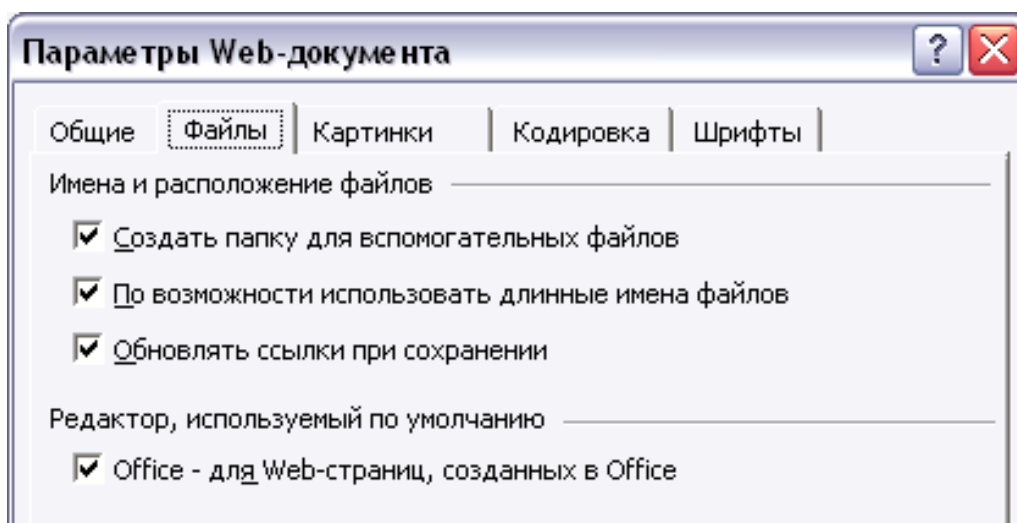 Параметры Web-документа
Общие Файлы Картинки Кодировка Шрифты
Имена и расположение файлов
Создать папку для вспомогательных файлов
По возможности использовать длинные имена файлов
Обновлять ссылки при сохранении
Редактор, используемый по умолчанию
Office - для Web-страниц, созданных в Office